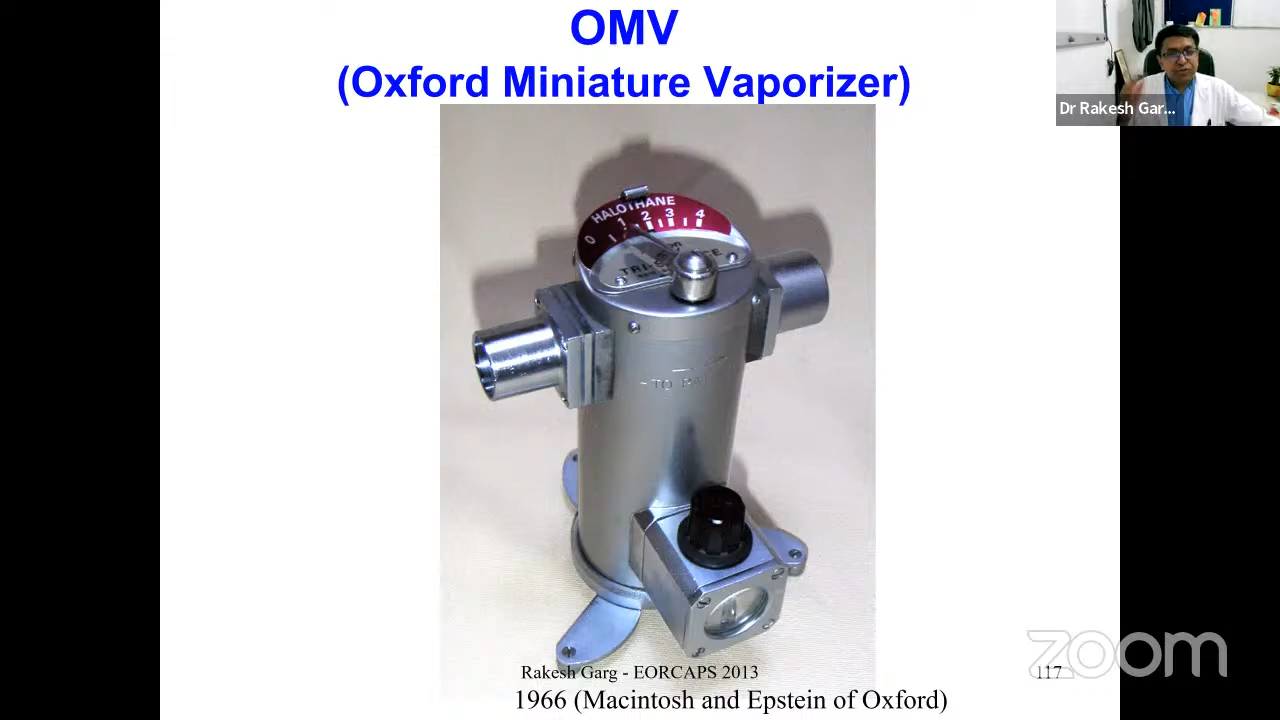 OMV
(Oxford Miniature Vaporizer)
Dr Rakesh Gar...
HALOTHANE
0 1 2 3 4
TO
Rakesh Garg - EORCAPS 2013
117
1966 (Macintosh and Epstein of Oxford)
zoom